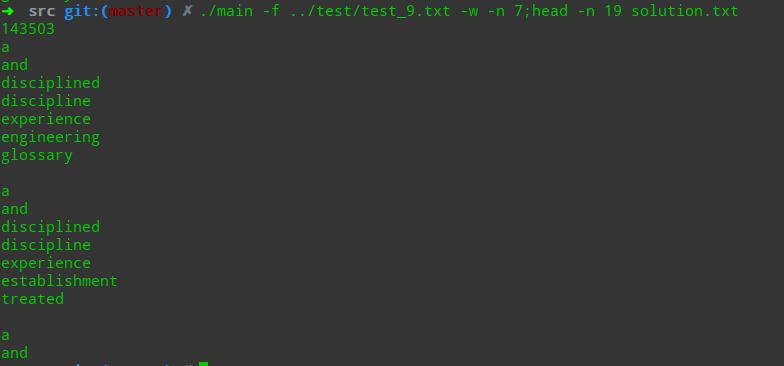 ➜ src git:(master) ✗ ./main -f ../test/test_9.txt -w -n 7;head -n 19 solution.txt
143503
a
and
disciplined
discipline
experience
engineering
glossary

a
and
disciplined
discipline
experience
establishment
treated

a
and